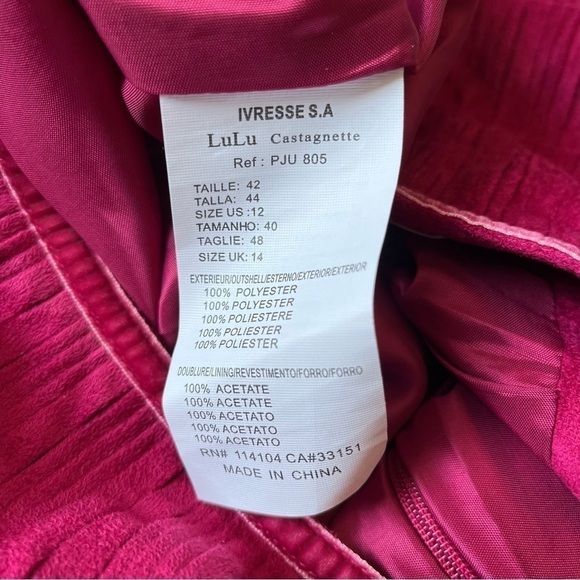 IVRESSE S.A
LuLu Castagnette
Ref : PJU 805
TAILLE: 42
TALLA: 44
SIZE US :12
TAMANHO: 40
TAGLIE: 48
SIZE UK: 14
EXTERIEUR/OUTSHELL/ESTERNO/EXTERIOR/EXTERIOR
100% POLYESTER
100% POLYESTER
100% POLIESTERE
100% POLIESTER
100% POLIESTER
DOUBLURE/LINING/REVESTIMENTO/FORRO/FORRO
100% ACETATE
100% ACETATE
100% ACETATO
100% ACETATO
100% ACETATO
RN# 114104 CA#33151
MADE IN CHINA